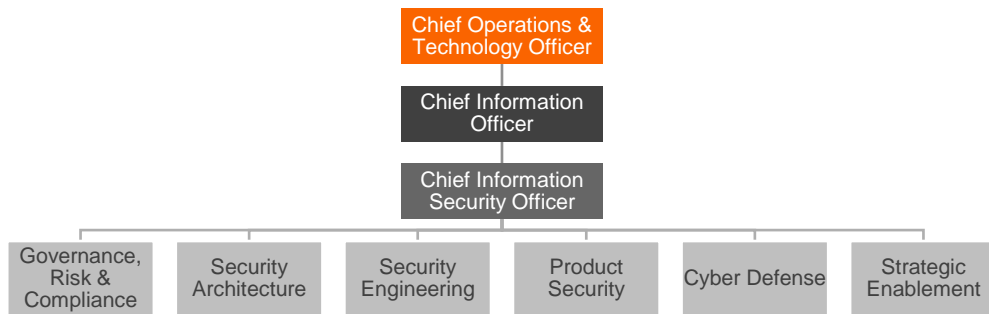 Chief Operations &
Technology Officer
Chief Information
Officer
Chief Information
Security Officer
Governance,
Risk &
Compliance
Security
Architecture
Security
Engineering
Product
Security
Cyber Defense
Strategic
Enablement